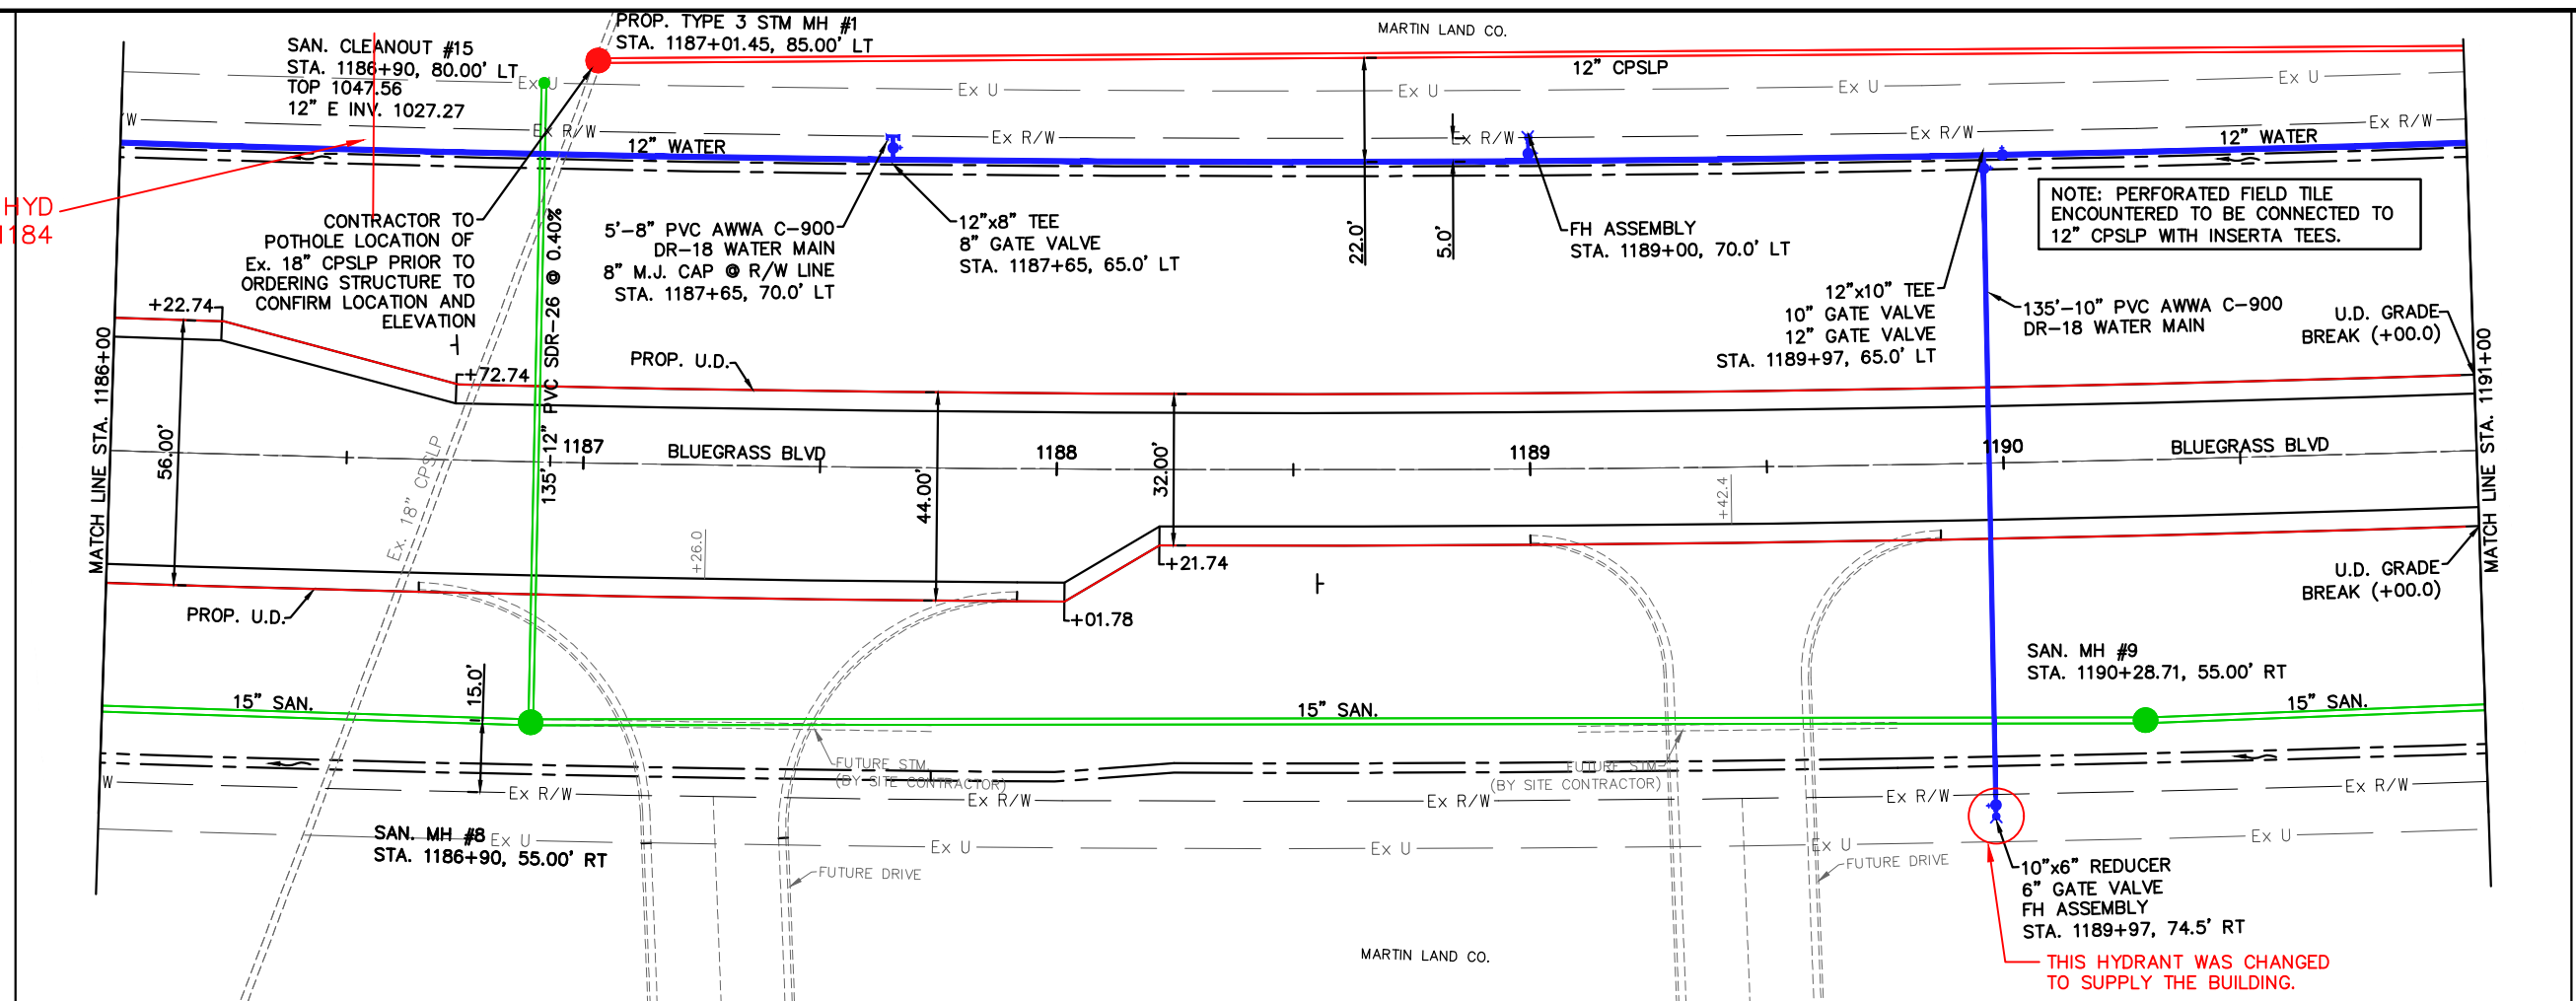 PROP. TYPE 3 STM MH #1
STA. 1187+01.45, 85.00' LT
MARTIN LAND CO.
SAN. CLEANOUT #15
STA. 1186+90, 80.00' LT
TOP 1047.56
12" E INV. 1027.27
12" CPSLP
Ex U
Ex U
Ex U
Ex U
Ex U
W
Ex R/W
Ex R/W
Ex R/W
Ex R/W
Ex R/W
12" WATER
12" WATER
HYD
1184
CONTRACTOR TO
POTHOLE LOCATION OF
Ex. 18" CPSLP PRIOR TO
ORDERING STRUCTURE TO
CONFIRM LOCATION AND
ELEVATION
5'-8" PVC AWWA C-900
DR-18 WATER MAIN
8" M.J. CAP @ R/W LINE
STA. 1187+65, 70.0' LT
12"x8" TEE
8" GATE VALVE
STA. 1187+65, 65.0' LT
22.0'
5.0'
FH ASSEMBLY
STA. 1189+00, 70.0' LT
NOTE: PERFORATED FIELD TILE
ENCOUNTERED TO BE CONNECTED TO
12" CPSLP WITH INSERTA TEES.
12"x10" TEE
10" GATE VALVE
12" GATE VALVE
STA. 1189+97, 65.0' LT
135'-10" PVC AWWA C-900
DR-18 WATER MAIN
U.D. GRADE
BREAK (+00.0)
+22.74
+72.74
PROP. U.D.
135'-12" PVC SDR-26 @ 0.40%
MATCH LINE STA. 1186+00
MATCH LINE STA. 1191+00
56.00'
Ex. 18" CPSLP
1187
BLUEGRASS BLVD
1188
1189
1190
BLUEGRASS BLVD
44.00'
32.00'
+42.4
+26.0
+21.74
+01.78
PROP. U.D.
U.D. GRADE
BREAK (+00.0)
SAN. MH #9
STA. 1190+28.71, 55.00' RT
15.0'
15" SAN.
15" SAN.
15" SAN.
FUTURE STM.
(BY SITE CONTRACTOR)
FUTURE STM.
(BY SITE CONTRACTOR)
W
Ex R/W
Ex R/W
Ex R/W
Ex R/W
Ex R/W
SAN. MH #8
STA. 1186+90, 55.00' RT
Ex U
Ex U
Ex U
Ex U
Ex U
FUTURE DRIVE
FUTURE DRIVE
10"x6" REDUCER
6" GATE VALVE
FH ASSEMBLY
STA. 1189+97, 74.5' RT
MARTIN LAND CO.
THIS HYDRANT WAS CHANGED
TO SUPPLY THE BUILDING.